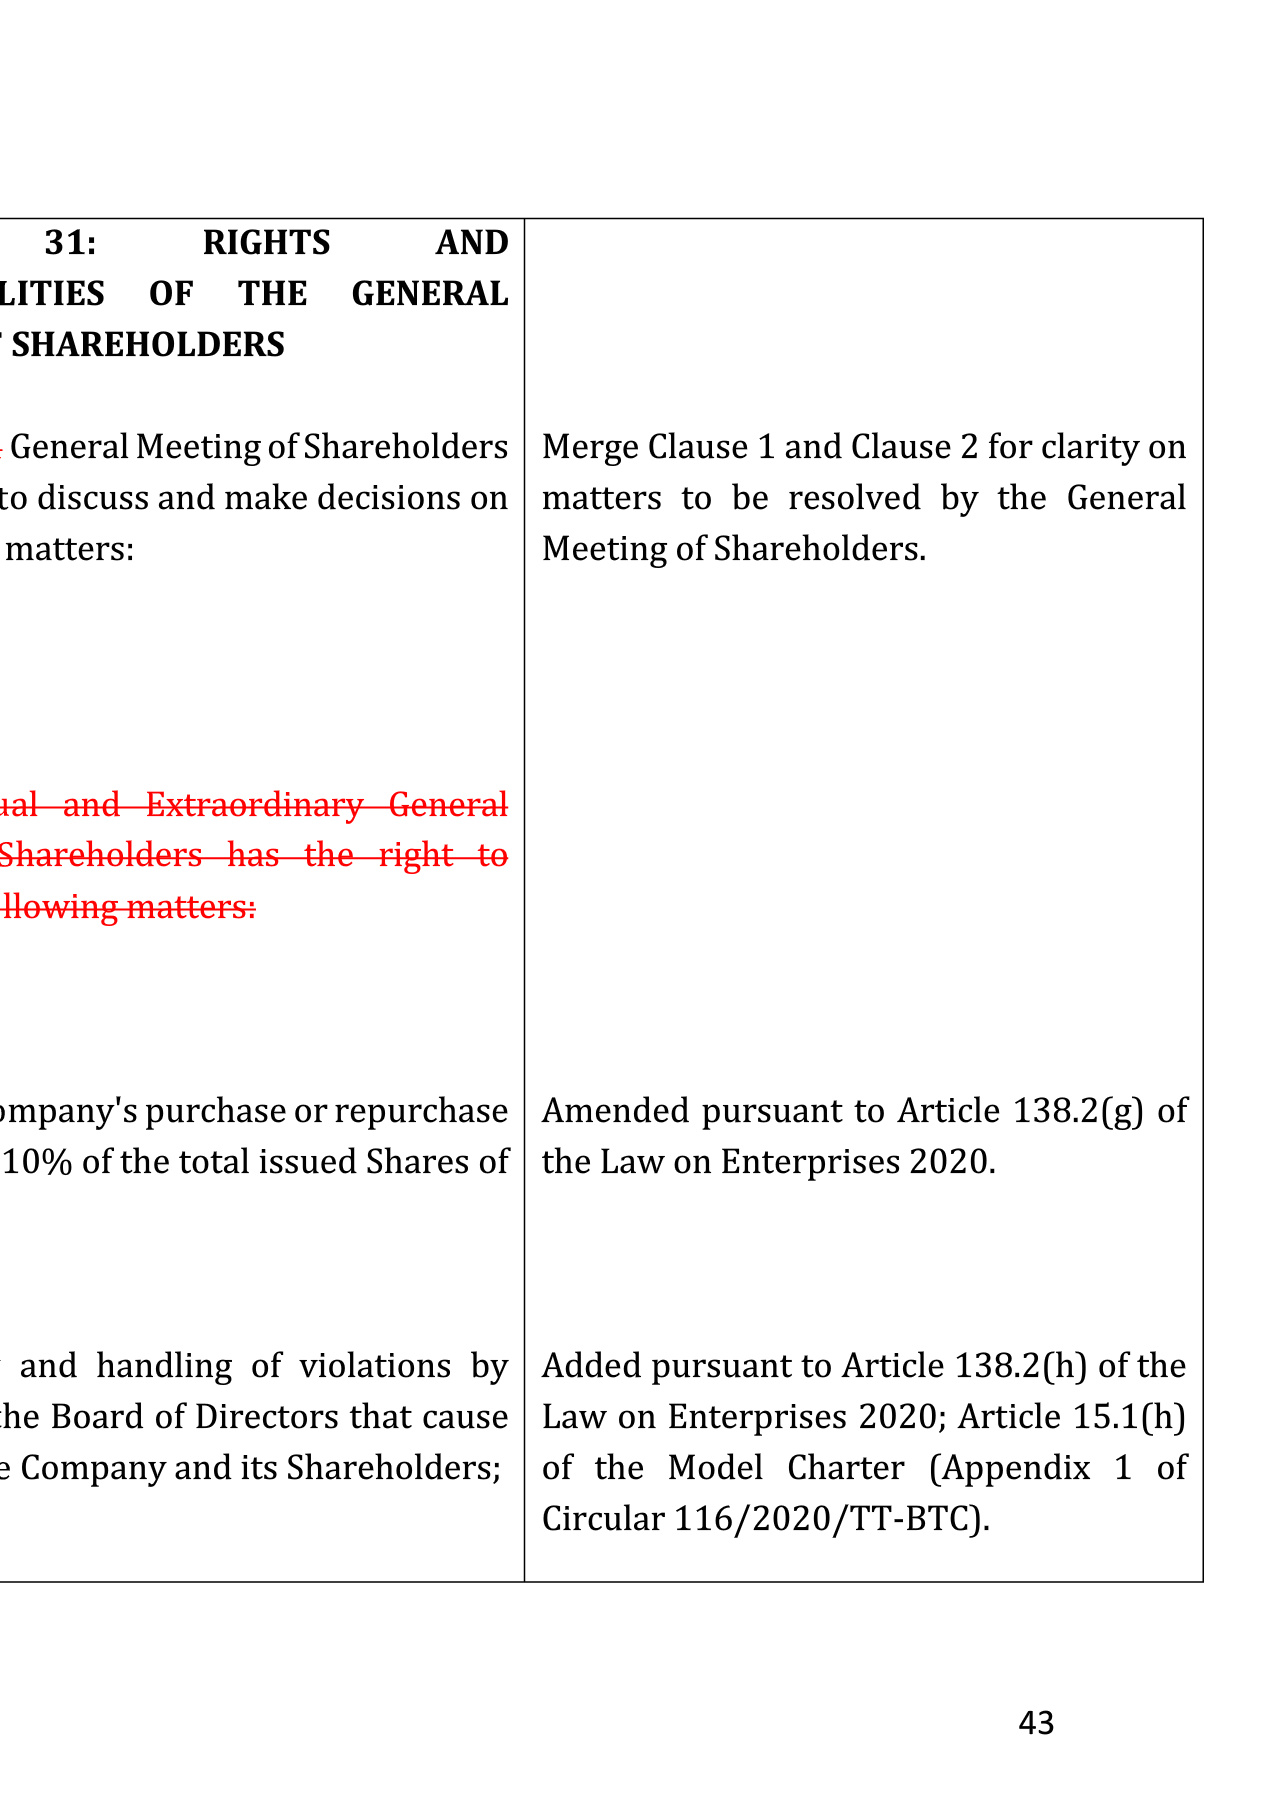 31: RIGHTS AND
OF THE GENERAL
SHAREHOLDERS
General Meeting of Shareholders
to discuss and make decisions on
matters:
and Extraordinary General
Shareholders has the right to
matters:
purchase or repurchase
10% of the total issued Shares of
and handling of violations by
the Board of Directors that cause
Company and its Shareholders;
Merge Clause 1 and Clause 2 for clarity on
matters to be resolved by the General
Meeting of Shareholders.
Amended pursuant to Article 138.2(g) of
the Law on Enterprises 2020.
Added pursuant to Article 138.2(h) of the
Law on Enterprises 2020; Article 15.1(h)
of the Model Charter (Appendix 1 of
Circular 116/2020/TT-BTC).
43